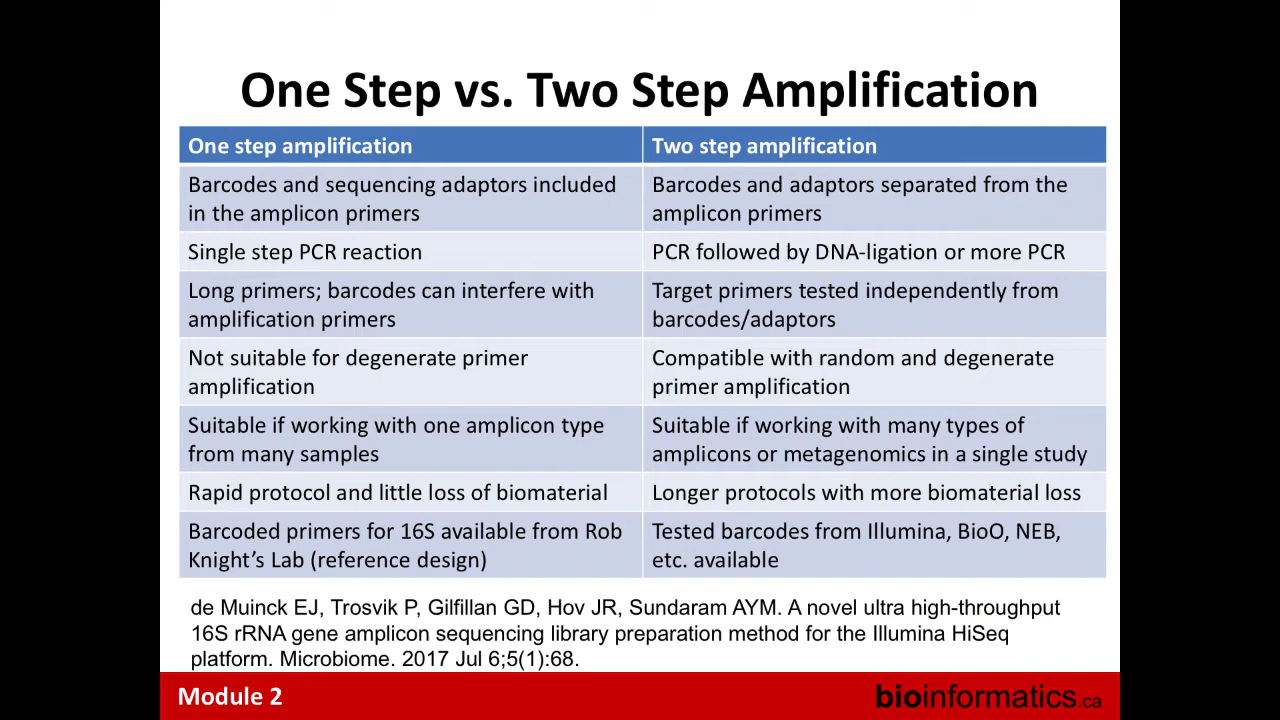 One Step vs. Two Step Amplification
One step amplification
Two step amplification
Barcodes and sequencing adaptors included
in the amplicon primers
Barcodes and adaptors separated from the
amplicon primers
Single step PCR reaction
PCR followed by DNA-ligation or more PCR
Long primers; barcodes can interfere with
amplification primers
Target primers tested independently from
barcodes/adaptors
Not suitable for degenerate primer
amplification
Compatible with random and degenerate
primer amplification
Suitable if working with one amplicon type
from many samples
Suitable if working with many types of
amplicons or metagenomics in a single study
Rapid protocol and little loss of biomaterial
Longer protocols with more biomaterial loss
Barcoded primers for 16S available from Rob
Knight’s Lab (reference design)
Tested barcodes from Illumina, BioO, NEB,
etc. available
de Muinck EJ, Trosvik P, Gilfillan GD, Hov JR, Sundaram AYM. A novel ultra high-throughput
16S rRNA gene amplicon sequencing library preparation method for the Illumina HiSeq
platform. Microbiome. 2017 Jul 6;5(1):68.
Module 2
bioinformatics.ca